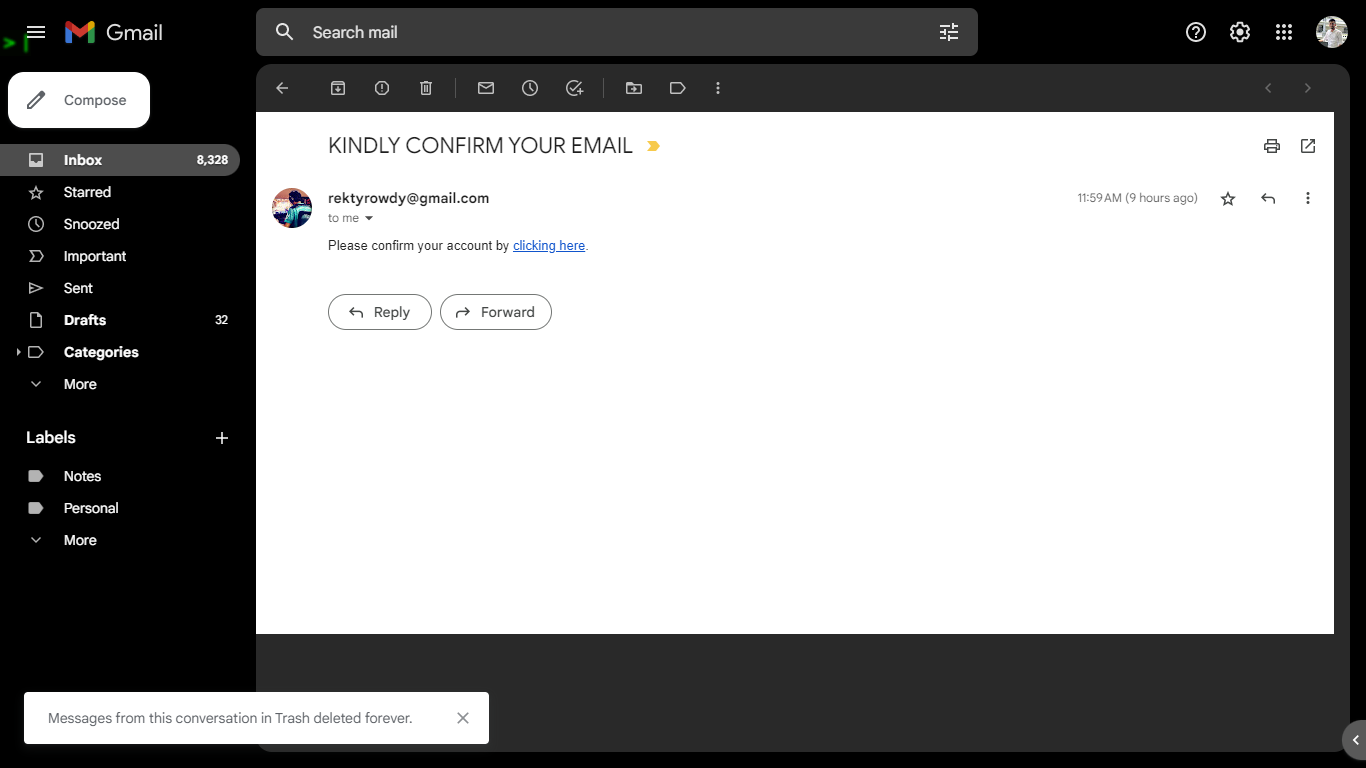 Gmail
Search mail
Compose
Inbox 8,328
Starred
Snoozed
Important
Sent
Drafts 32
Categories
More
Labels
Notes
Personal
More
KINDLY CONFIRM YOUR EMAIL
rektyrowdy@gmail.com
11:59 AM (9 hours ago)
to me
Please confirm your account by clicking here.
Reply
Forward
Messages from this conversation in Trash deleted forever.